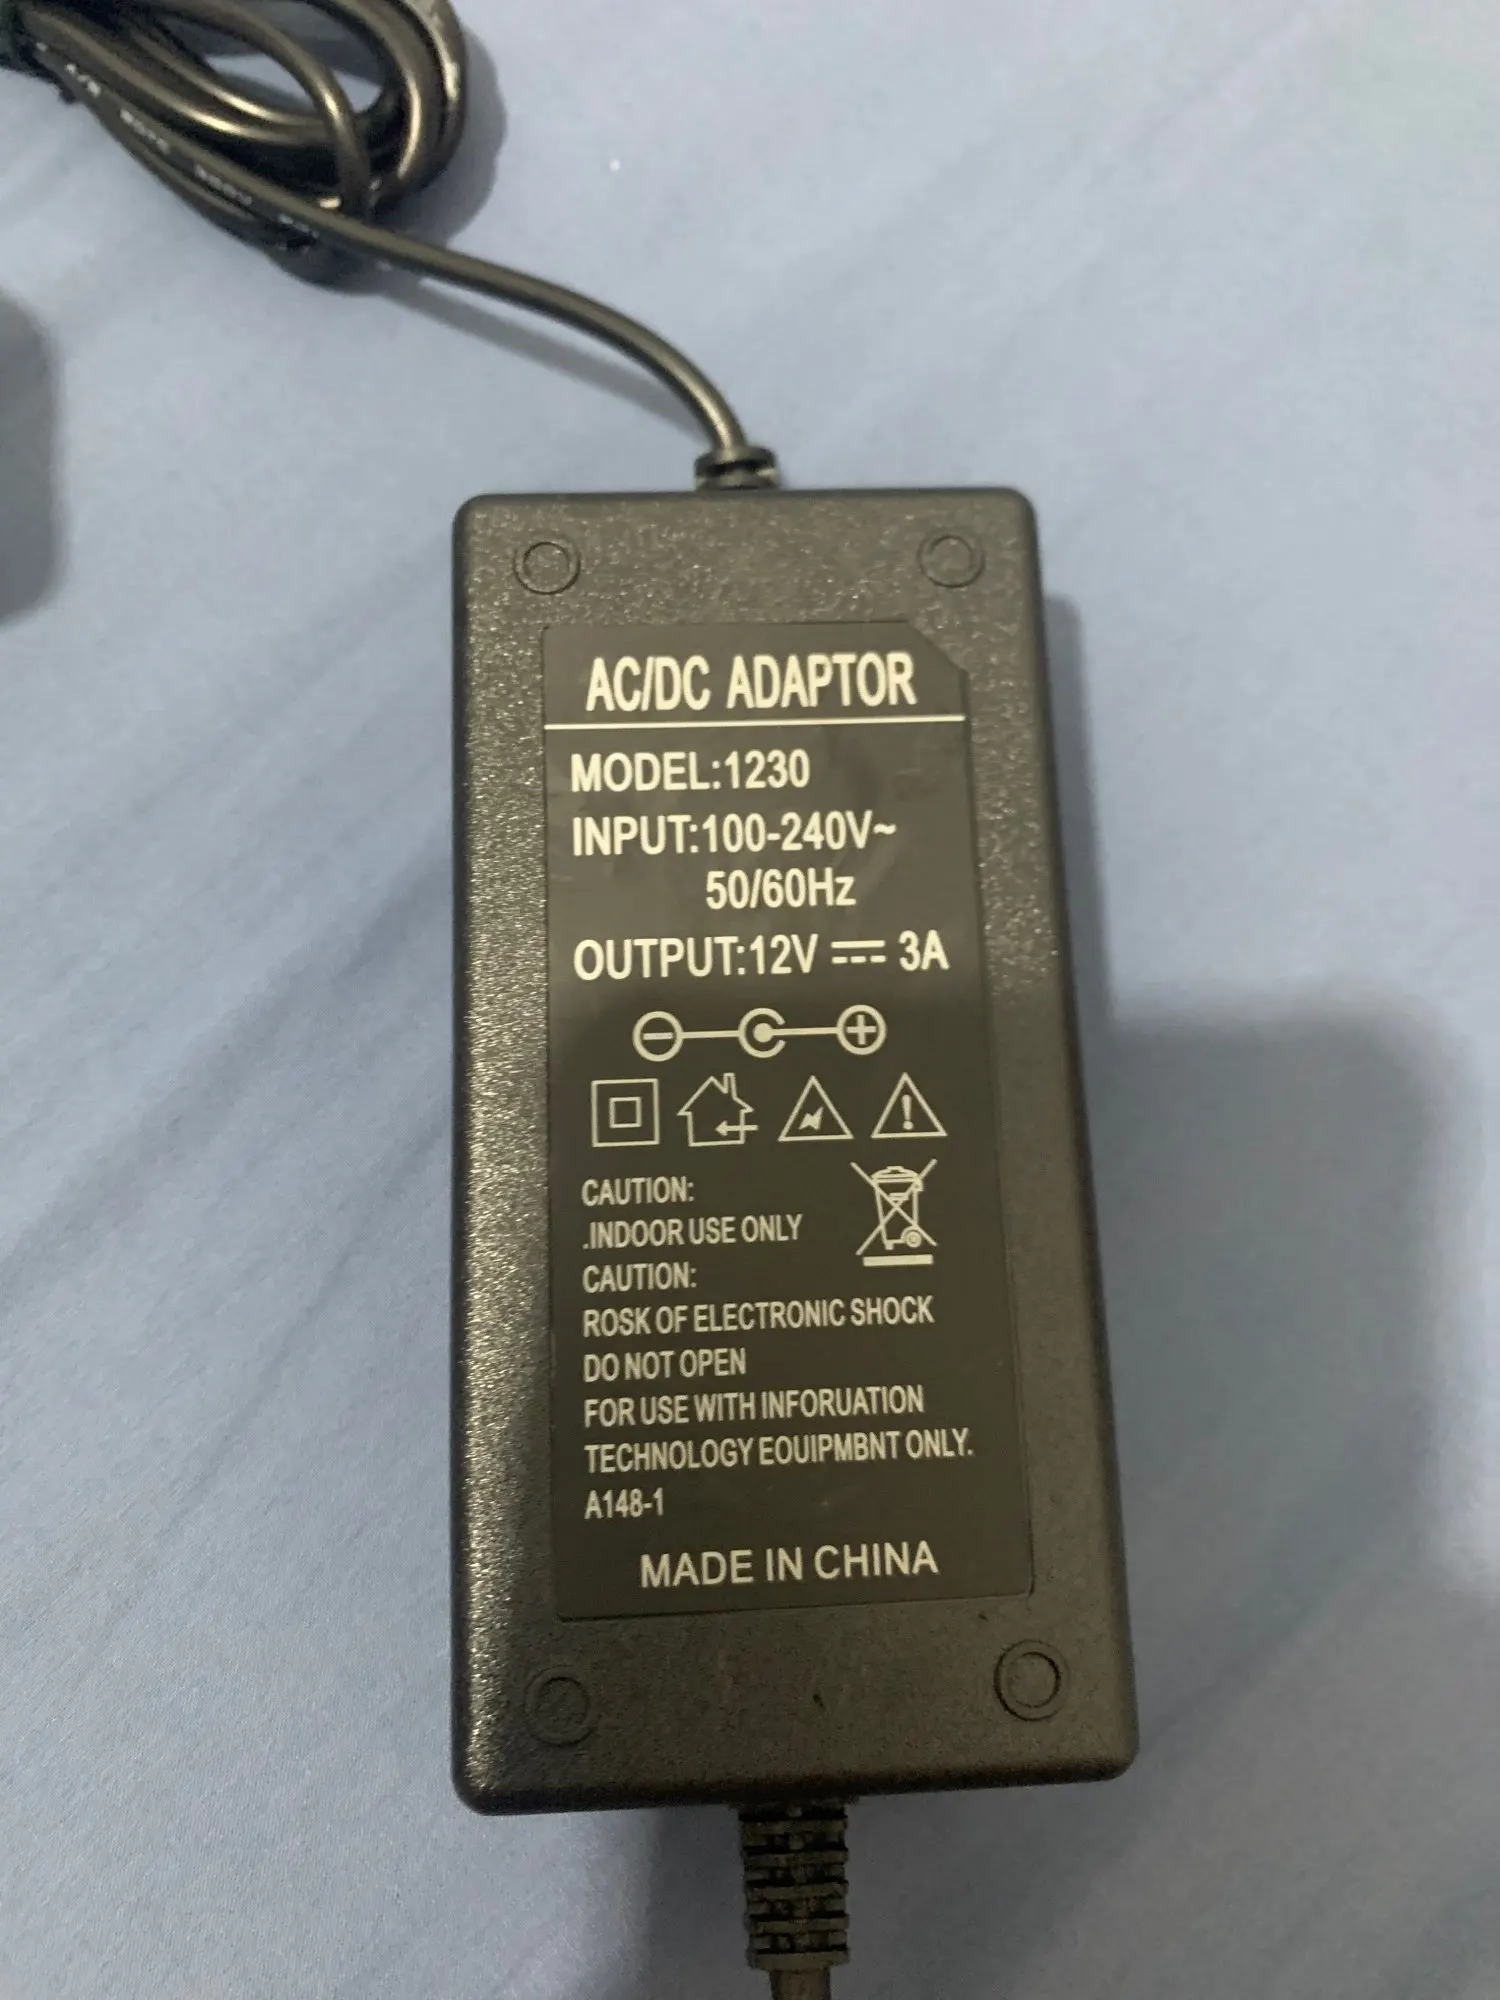 AC/DC ADAPTOR
MODEL:1230
INPUT:100-240V~
50/60Hz
OUTPUT:12V ⎓ 3A
CAUTION:
.INDOOR USE ONLY
CAUTION:
ROSK OF ELECTRONIC SHOCK
DO NOT OPEN
FOR USE WITH INFORUATION
TECHNOLOGY EOUIPMBNT ONLY.
A148-1
MADE IN CHINA